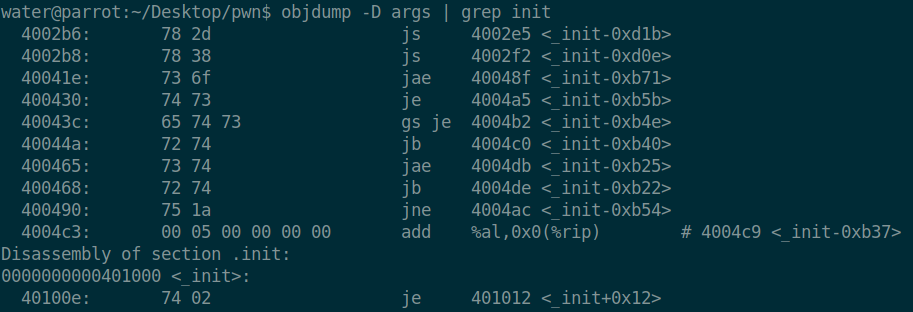 water@parrot:~/Desktop/pwn$ objdump -D args | grep init
4002b6: 78 2d js 4002e5 <_init-0xd1b>
4002b8: 78 38 js 4002f2 <_init-0xd0e>
40041e: 73 6f jae 40048f <_init-0xb71>
400430: 74 73 je 4004a5 <_init-0xb5b>
40043c: 65 74 73 gs je 4004b2 <_init-0xb4e>
40044a: 72 74 jb 4004c0 <_init-0xb40>
400465: 73 74 jae 4004db <_init-0xb25>
400468: 72 74 jb 4004de <_init-0xb22>
400490: 75 1a jne 4004ac <_init-0xb54>
4004c3: 00 05 00 00 00 00 add %al,0x0(%rip) # 4004c9 <_init-0xb37>
Disassembly of section .init:
0000000000401000 <_init>:
40100e: 74 02 je 401012 <_init+0x12>